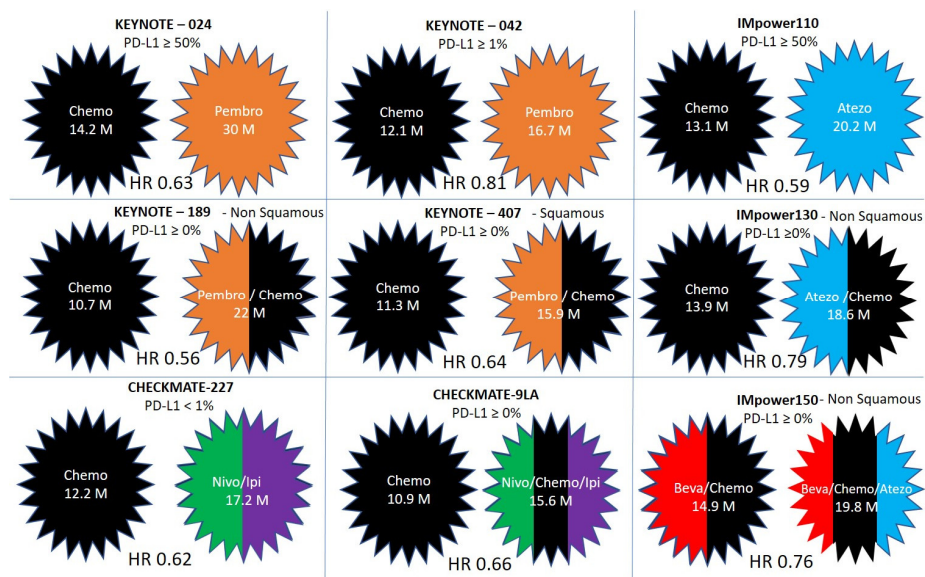 KEYNOTE – 024
PD-L1 ≥ 50%
Chemo
14.2 M
Pembro
30 M
HR 0.63
KEYNOTE – 042
PD-L1 ≥ 1%
Chemo
12.1 M
Pembro
16.7 M
HR 0.81
IMpower110
PD-L1 ≥ 50%
Chemo
13.1 M
Atezo
20.2 M
HR 0.59
KEYNOTE – 189 - Non Squamous
PD-L1 ≥ 0%
Chemo
10.7 M
Pembro / Chemo
22 M
HR 0.56
KEYNOTE – 407 - Squamous
PD-L1 ≥ 0%
Chemo
11.3 M
Pembro / Chemo
15.9 M
HR 0.64
IMpower130 - Non Squamous
PD-L1 ≥0%
Chemo
13.9 M
Atezo /Chemo
18.6 M
HR 0.79
CHECKMATE-227
PD-L1 < 1%
Chemo
12.2 M
Nivo/Ipi
17.2 M
HR 0.62
CHECKMATE-9LA
PD-L1 ≥ 0%
Chemo
10.9 M
Nivo/Chemo/Ipi
15.6 M
HR 0.66
IMpower150 - Non Squamous
PD-L1 ≥ 0%
Beva/Chemo
14.9 M
Beva/Chemo/Atezo
19.8 M
HR 0.76